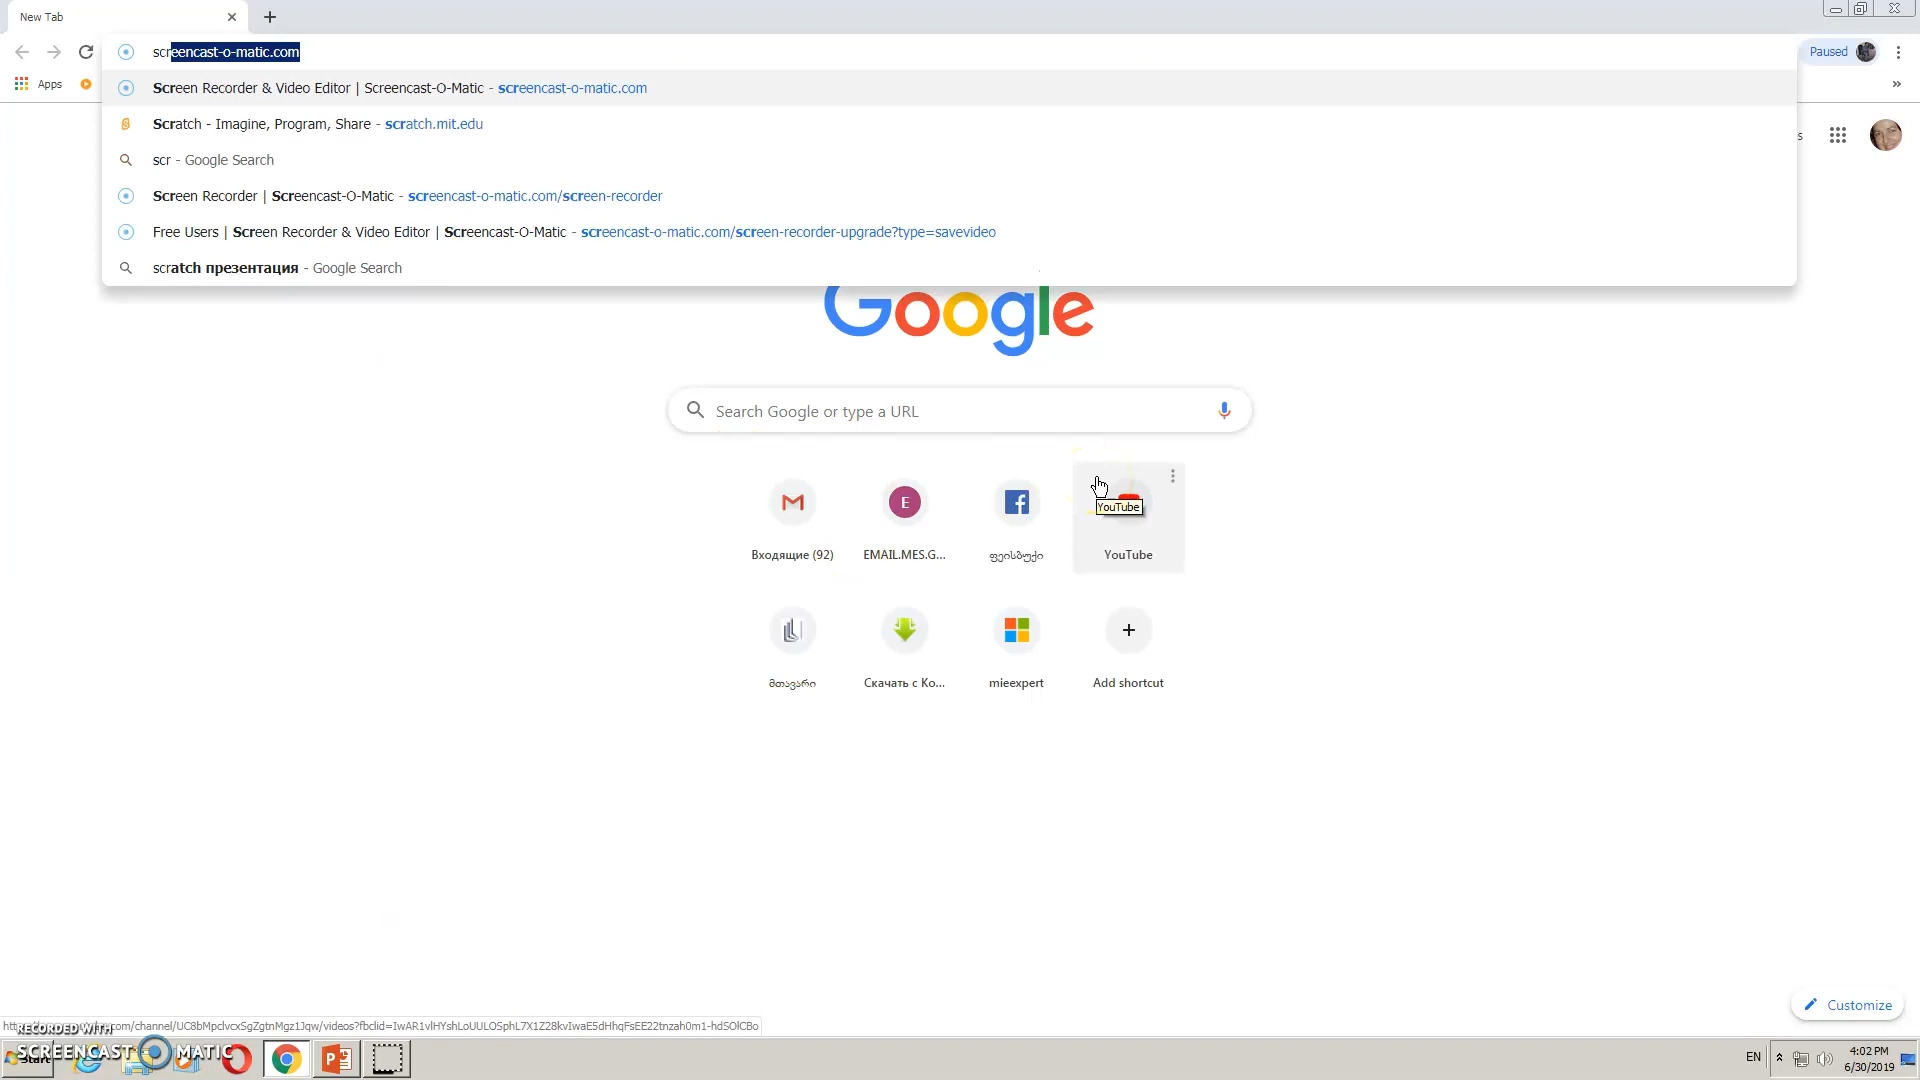 New Tab
screencast-o-matic.com
Paused
Apps
Screen Recorder & Video Editor | Screencast-O-Matic - screencast-o-matic.com
Scratch - Imagine, Program, Share - scratch.mit.edu
scr - Google Search
Screen Recorder | Screencast-O-Matic - screencast-o-matic.com/screen-recorder
Free Users | Screen Recorder & Video Editor | Screencast-O-Matic - screencast-o-matic.com/screen-recorder-upgrade?type=savevideo
scratch презентация - Google Search
Google
Search Google or type a URL
E
YouTube
Входящие (92)
EMAIL.MES.G...
ფეისბუქი
YouTube
მთავარი
Скачать с Ко...
mieexpert
Add shortcut
Customize
RECORDED WITH
SCREENCAST MATIC
Start
EN
4:02 PM
6/30/2019